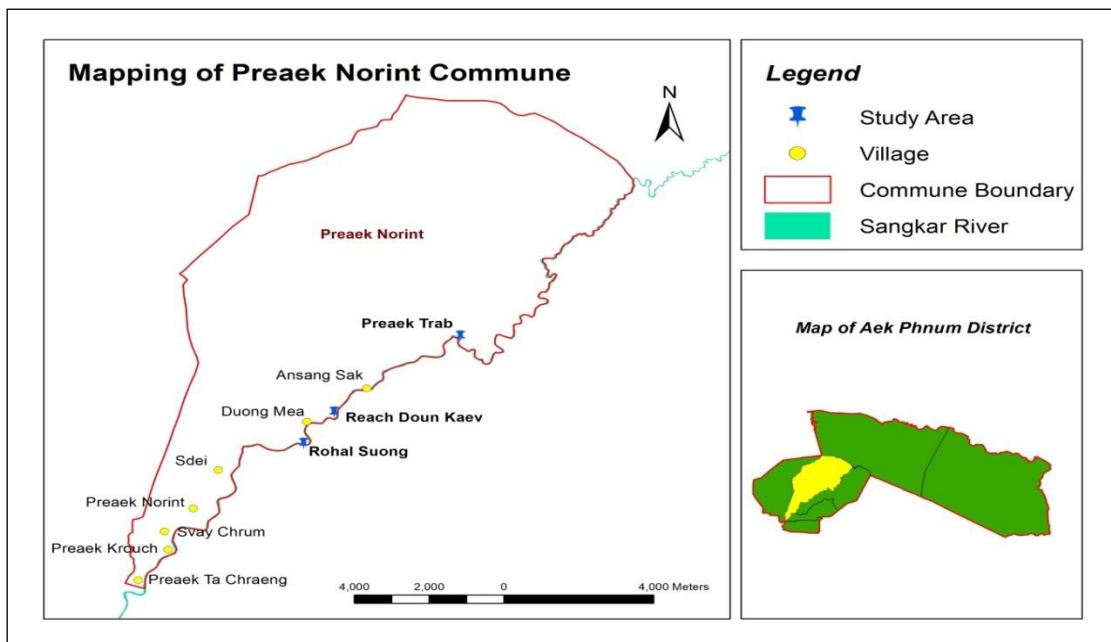 Mapping of Preaek Norint Commune
N
Preaek Norint
Preaek Trab
Ansang Sak
Duong Mea
Reach Doun Kaev
Rohal Suong
Sdei
Preaek Norint
Svay Chrum
Preaek Krouch
Preaek Ta Chraeng
4,000 2,000 0 4,000 Meters
Legend
Study Area
Village
Commune Boundary
Sangkar River
Map of Aek Phnum District